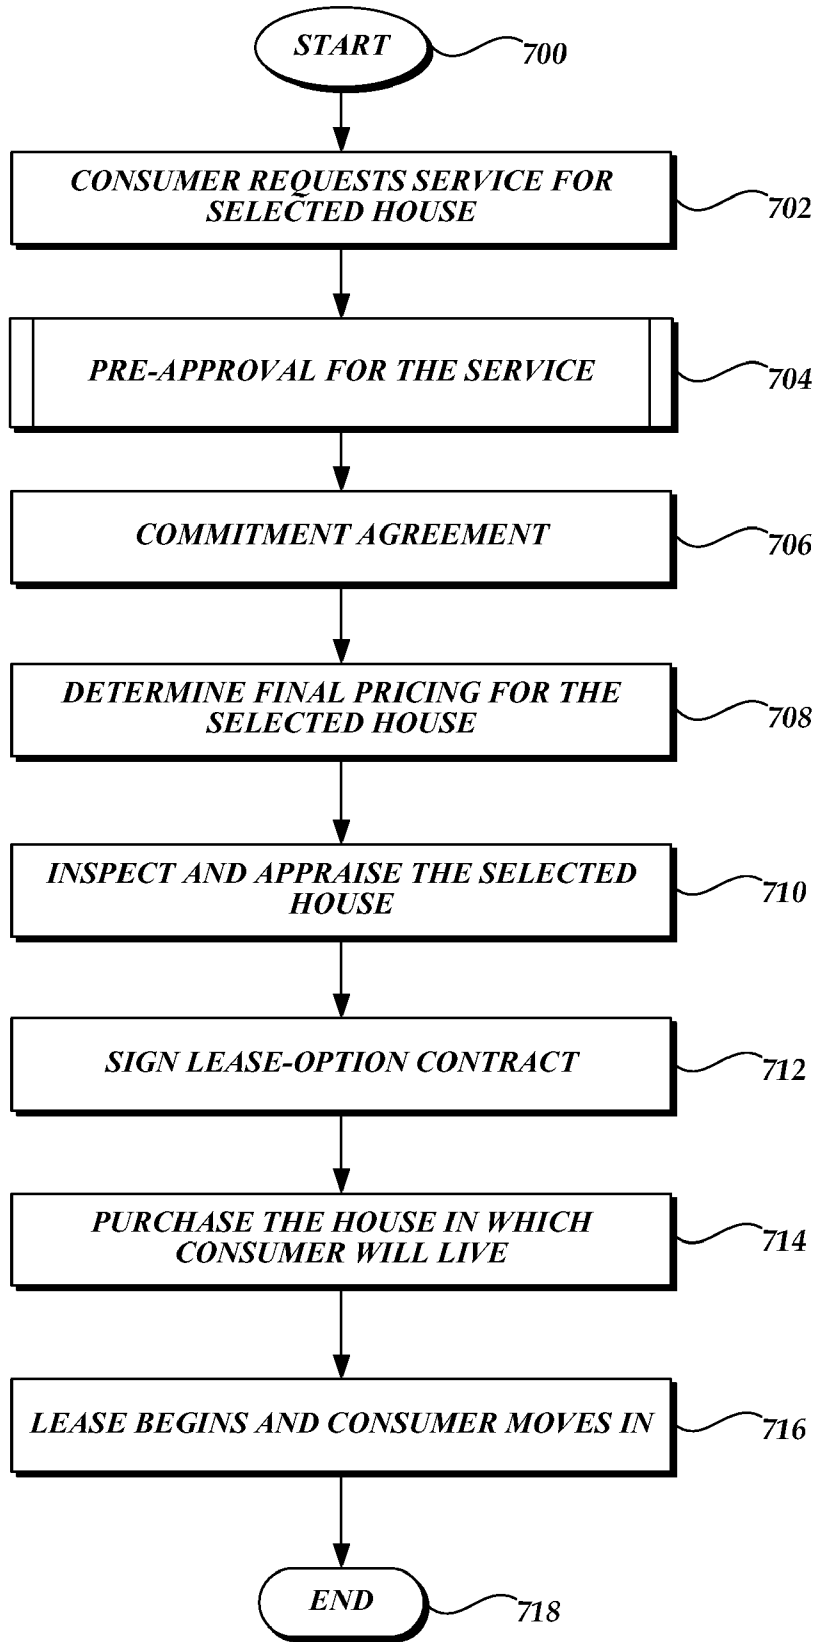 START
700
CONSUMER REQUESTS SERVICE FOR
SELECTED HOUSE
702
PRE-APPROVAL FOR THE SERVICE
704
COMMITMENT AGREEMENT
706
DETERMINE FINAL PRICING FOR THE
SELECTED HOUSE
708
INSPECT AND APPRAISE THE SELECTED
HOUSE
710
SIGN LEASE-OPTION CONTRACT
712
PURCHASE THE HOUSE IN WHICH
CONSUMER WILL LIVE
714
LEASE BEGINS AND CONSUMER MOVES IN
716
END
718